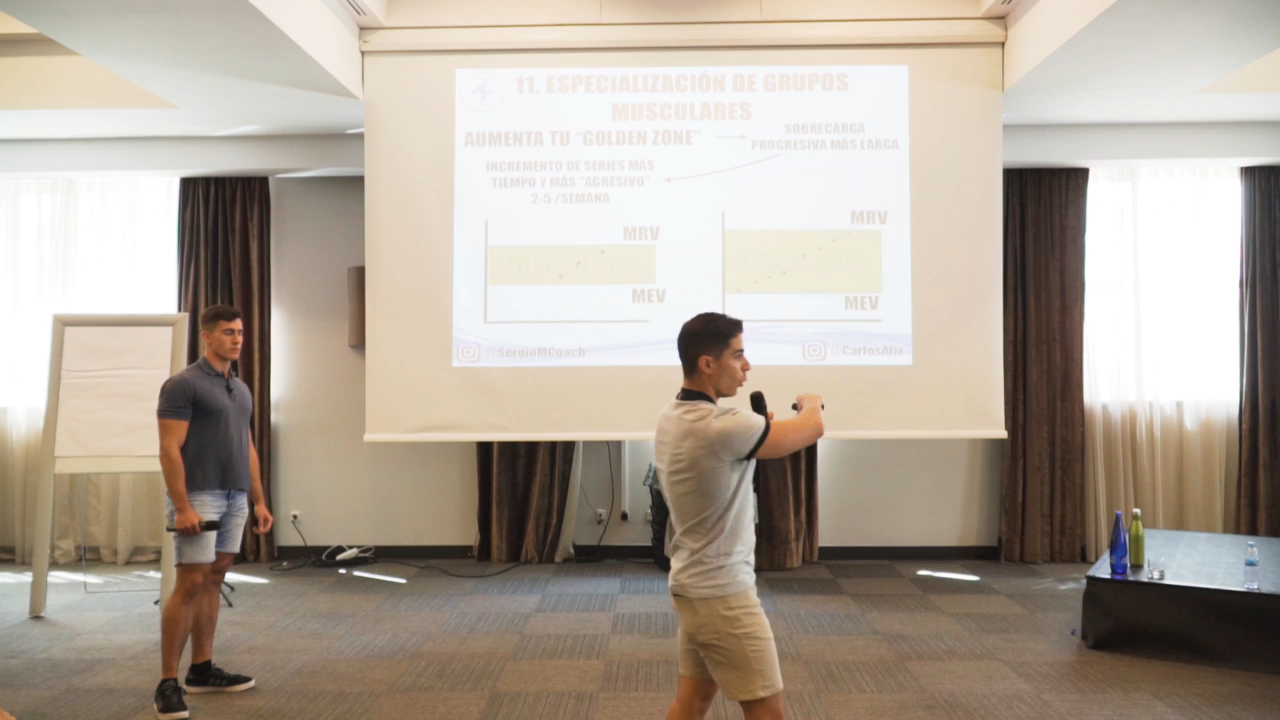 11. ESPECIALIZACIÓN DE GRUPOS
MUSCULARES
AUMENTA TU "GOLDEN ZONE"
SOBRECARGA
PROGRESIVA MÁS LARGA
INCREMENTO DE SERIES MÁS
TIEMPO Y MÁS "AGRESIVO"
2-5 /SEMANA
MRV
MEV
MRV
MEV
@SergioMCoach
@CarlosAlix